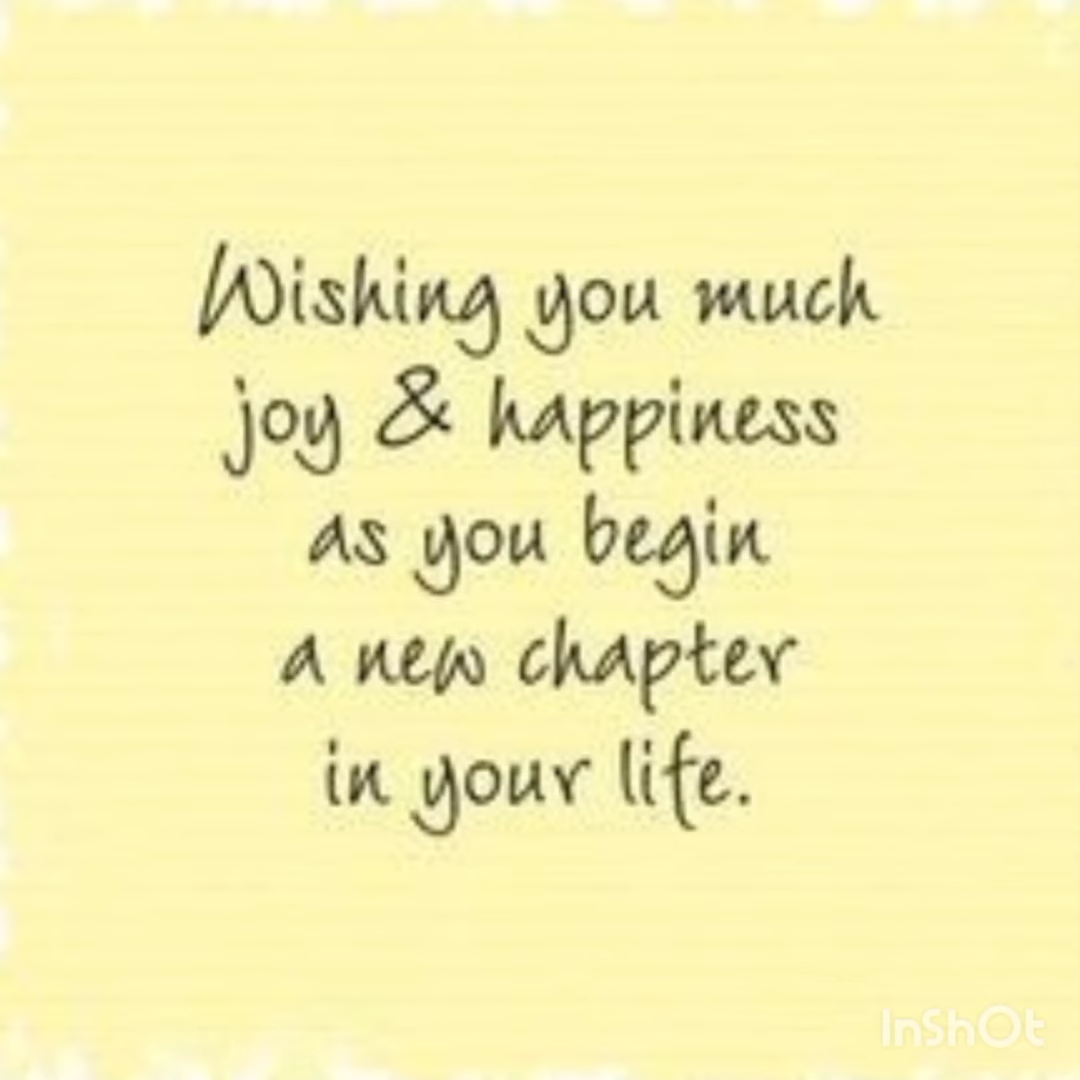 Wishing you much
joy & happiness
as you begin
a new chapter
in your life.
InShOt